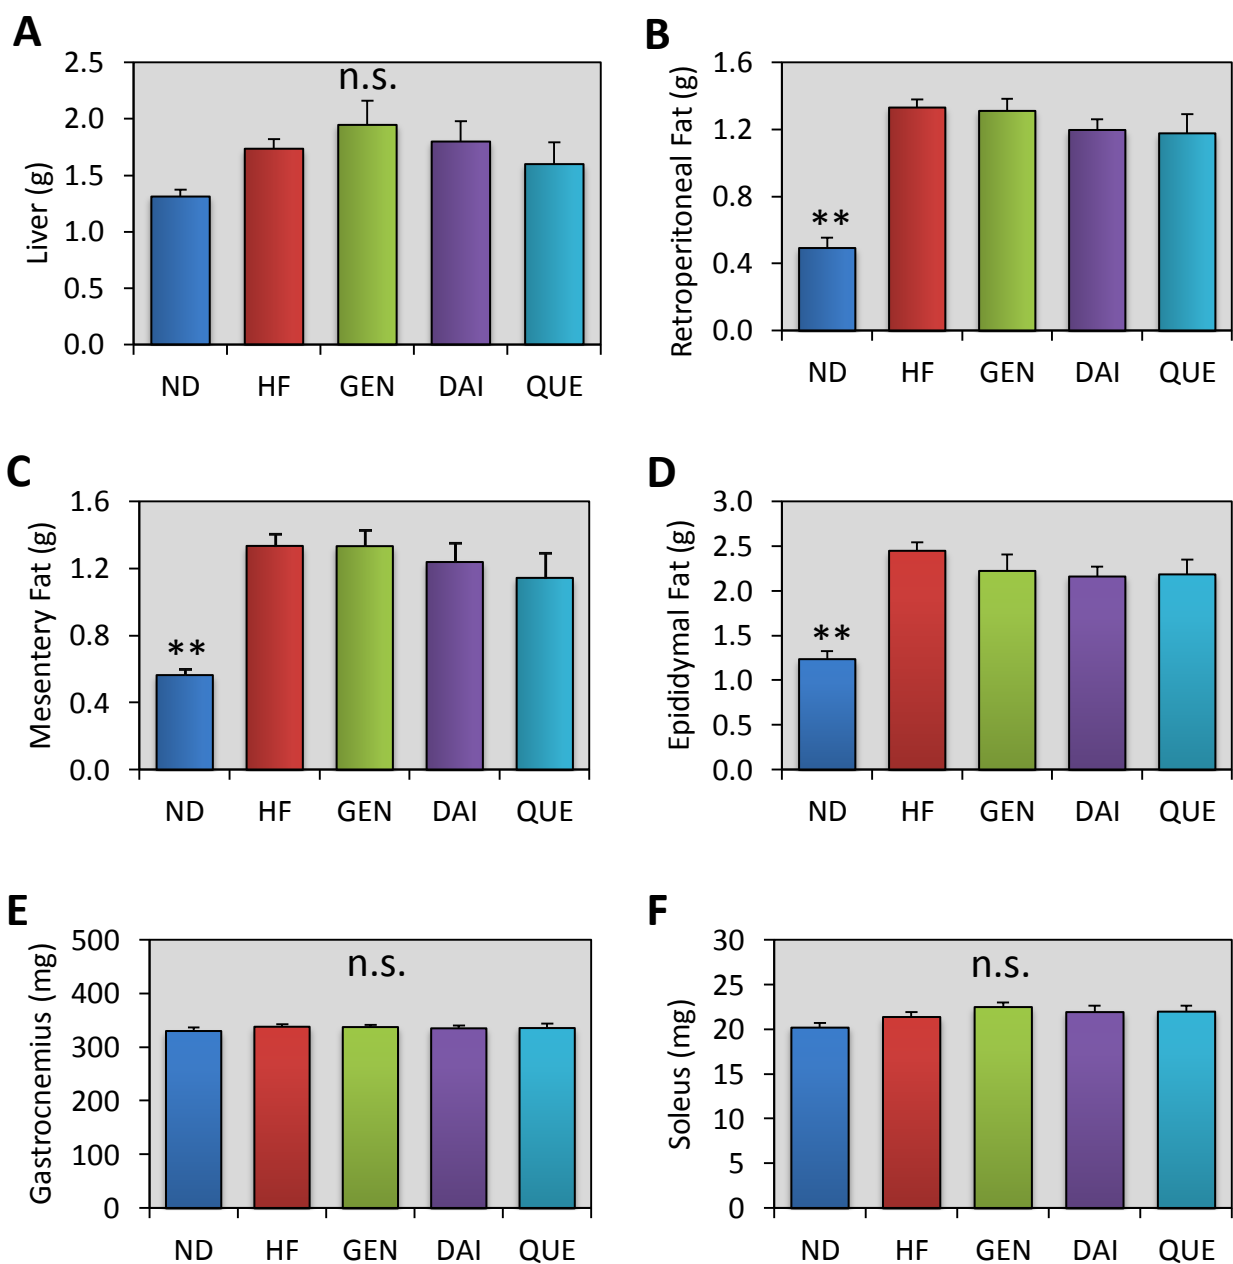 A
Liver (g)
2.5
2.0
1.5
1.0
0.5
0.0
n.s.
ND HF GEN DAI QUE
B
Retroperitoneal Fat (g)
1.6
1.2
0.8
0.4
0.0
**
ND HF GEN DAI QUE
C
Mesentery Fat (g)
1.6
1.2
0.8
0.4
0.0
**
ND HF GEN DAI QUE
D
Epididymal Fat (g)
3.0
2.5
2.0
1.5
1.0
0.5
0.0
**
ND HF GEN DAI QUE
E
Gastrocnemius (mg)
500
400
300
200
100
0
n.s.
ND HF GEN DAI QUE
F
Soleus (mg)
30
25
20
15
10
5
0
n.s.
ND HF GEN DAI QUE